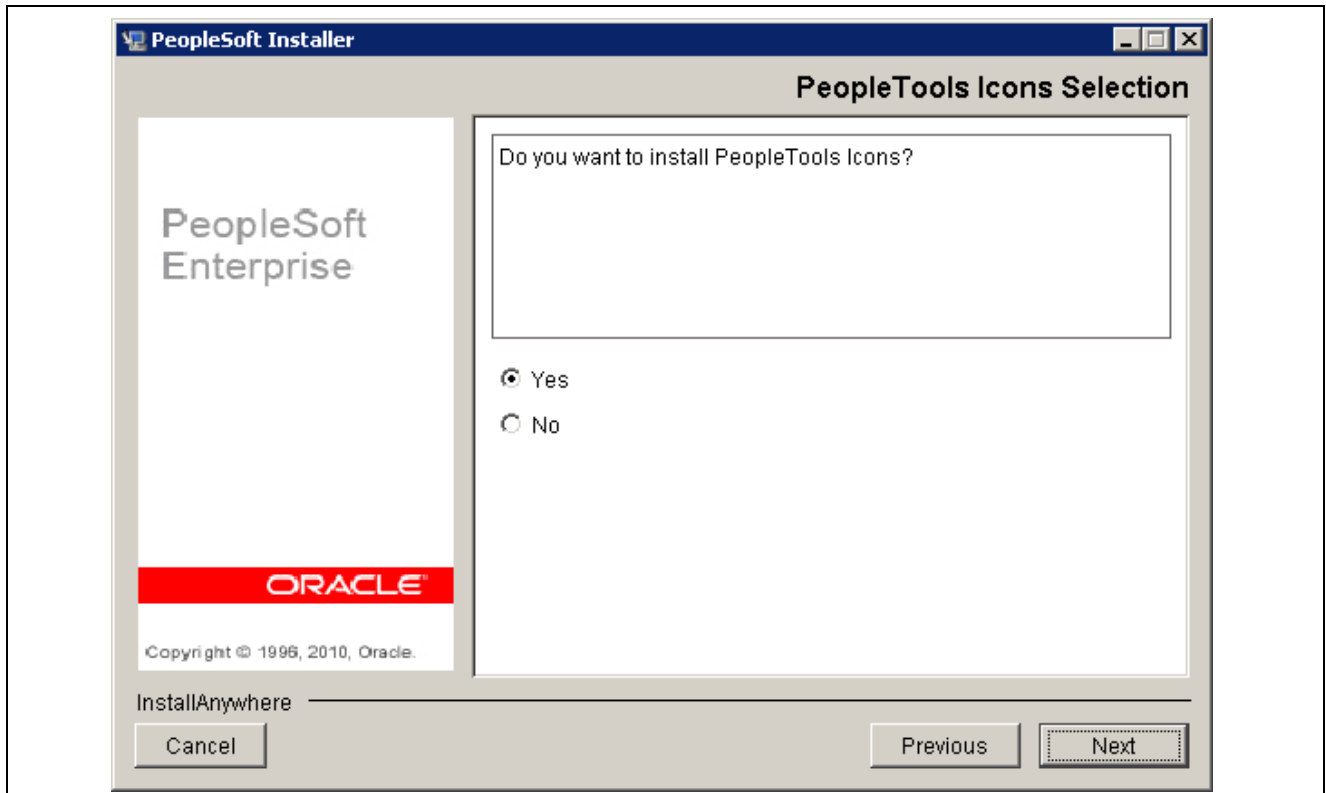 PeopleSoft Installer
PeopleTools Icons Selection
PeopleSoft
Enterprise
Do you want to install PeopleTools Icons?
Yes
No
ORACLE
Copyright © 1996, 2010, Oracle.
InstallAnywhere
Cancel
Previous
Next